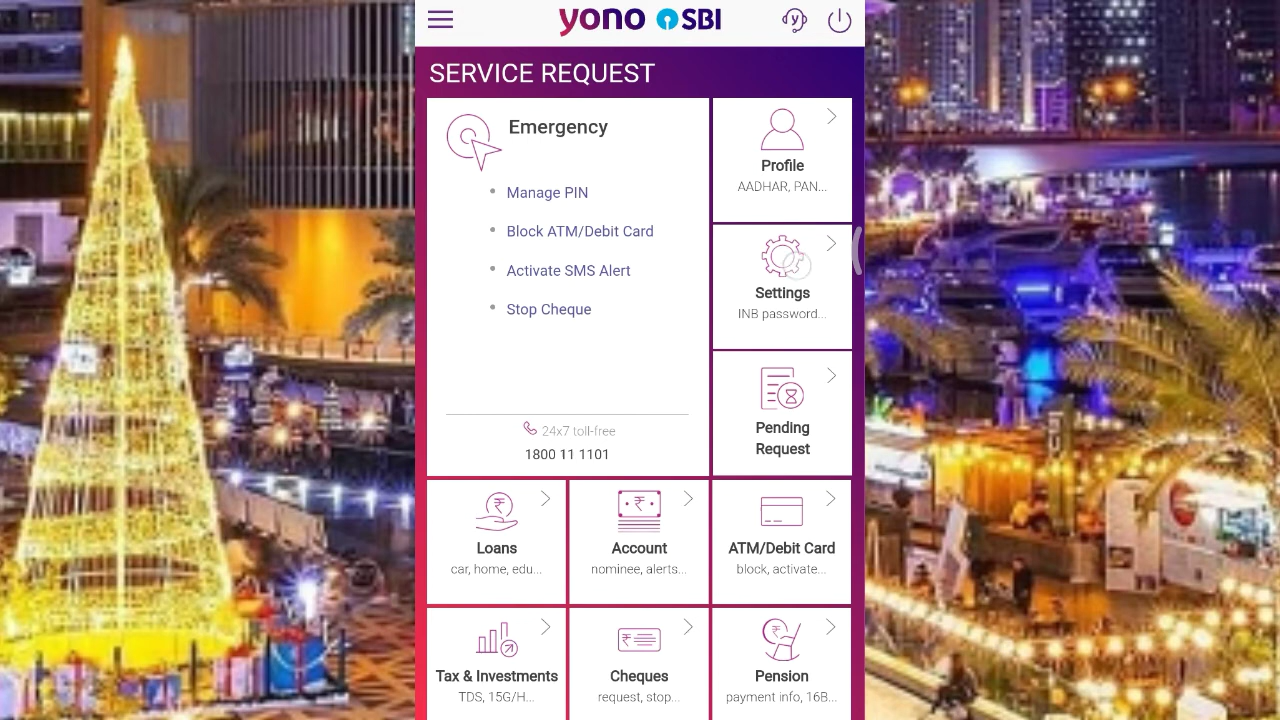 yono SBI
SERVICE REQUEST
Emergency
Manage PIN
Block ATM/Debit Card
Activate SMS Alert
Stop Cheque
24x7 toll-free
1800 11 1101
Profile
AADHAR, PAN...
Settings
INB password...
Pending
Request
Loans
car, home, edu...
Account
nominee, alerts...
ATM/Debit Card
block, activate...
Tax & Investments
TDS, 15G/H...
Cheques
request, stop...
Pension
payment info, 16B...